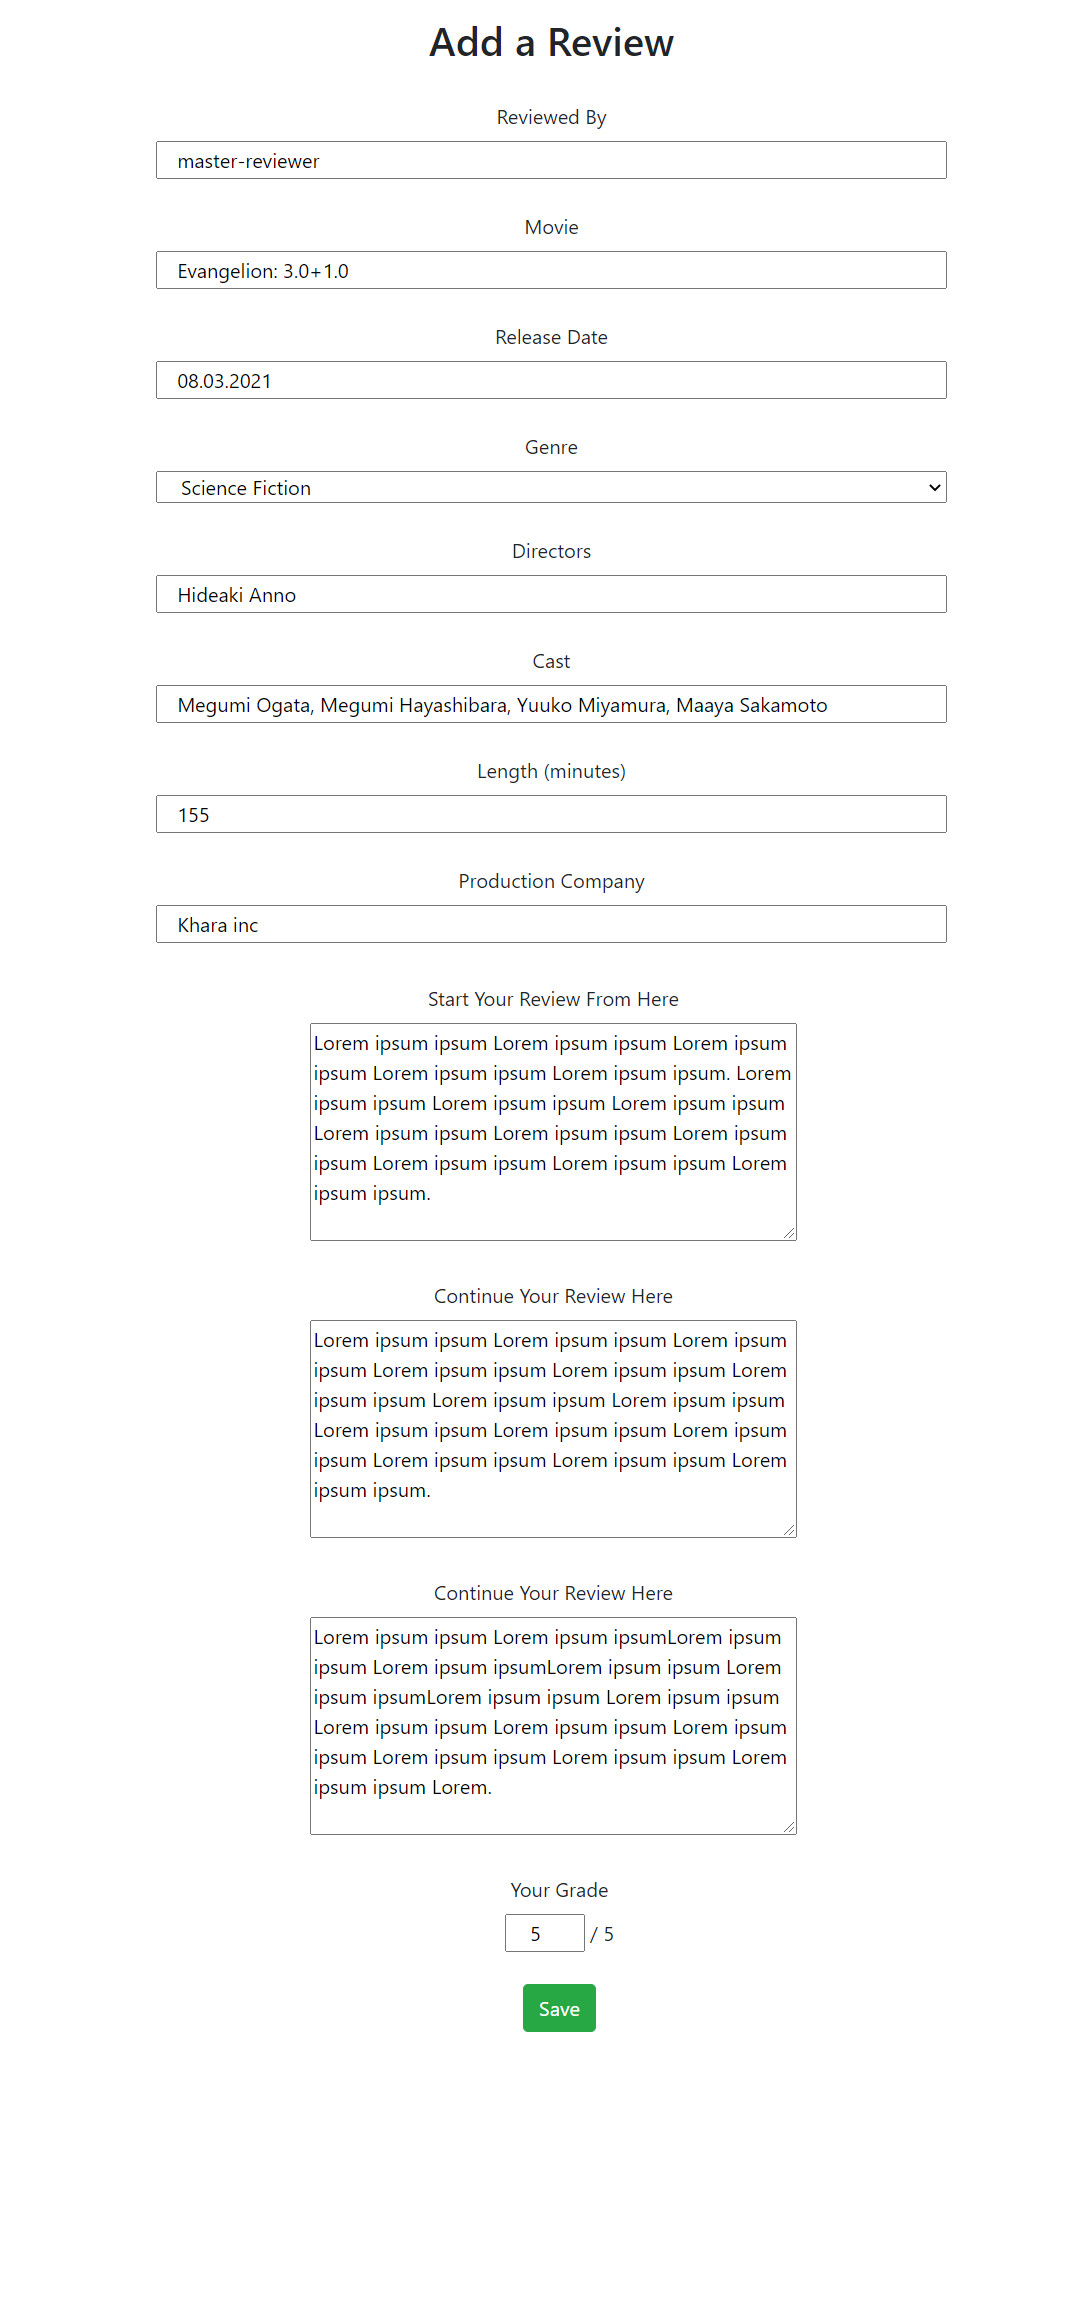 Add a Review
Reviewed By
master-reviewer
Movie
Evangelion: 3.0+1.0
Release Date
08.03.2021
Genre
Science Fiction
Directors
Hideaki Anno
Cast
Megumi Ogata, Megumi Hayashibara, Yuuko Miyamura, Maaya Sakamoto
Length (minutes)
155
Production Company
Khara inc
Start Your Review From Here
Lorem ipsum ipsum Lorem ipsum ipsum Lorem ipsum
ipsum Lorem ipsum ipsum Lorem ipsum ipsum. Lorem
ipsum ipsum Lorem ipsum ipsum Lorem ipsum ipsum
Lorem ipsum ipsum Lorem ipsum ipsum Lorem ipsum
ipsum Lorem ipsum ipsum Lorem ipsum ipsum Lorem
ipsum ipsum.
Continue Your Review Here
Lorem ipsum ipsum Lorem ipsum ipsum Lorem ipsum
ipsum Lorem ipsum ipsum Lorem ipsum ipsum Lorem
ipsum ipsum Lorem ipsum ipsum Lorem ipsum ipsum
Lorem ipsum ipsum Lorem ipsum ipsum Lorem ipsum
ipsum Lorem ipsum ipsum Lorem ipsum ipsum Lorem
ipsum ipsum.
Continue Your Review Here
Lorem ipsum ipsum Lorem ipsum ipsumLorem ipsum
ipsum Lorem ipsum ipsumLorem ipsum ipsum Lorem
ipsum ipsumLorem ipsum ipsum Lorem ipsum ipsum
Lorem ipsum ipsum Lorem ipsum ipsum Lorem ipsum
ipsum Lorem ipsum ipsum Lorem ipsum ipsum Lorem
ipsum ipsum Lorem.
Your Grade
5 / 5
Save